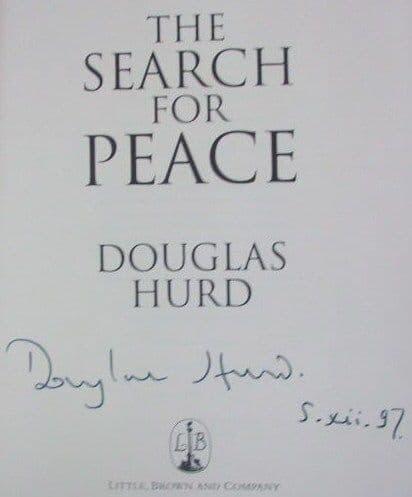 THE
SEARCH
FOR
PEACE
DOUGLAS
HURD
Douglas Hurd.
5.xii.97.
L B
LITTLE, BROWN AND COMPANY